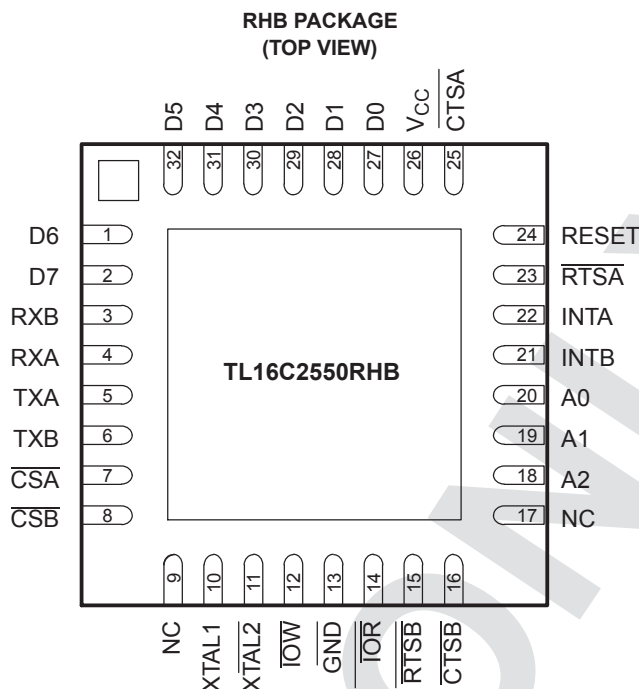 RHB PACKAGE
(TOP VIEW)
D5
D4
D3
D2
D1
D0
VCC
CTSA
32
31
30
29
28
27
26
25
D6 1
D7 2
RXB 3
RXA 4
TXA 5
TXB 6
CSA 7
CSB 8
TL16C2550RHB
24 RESET
23 RTSA
22 INTA
21 INTB
20 A0
19 A1
18 A2
17 NC
9
10
11
12
13
14
15
16
NC
XTAL1
XTAL2
IOW
GND
IOR
RTSB
CTSB